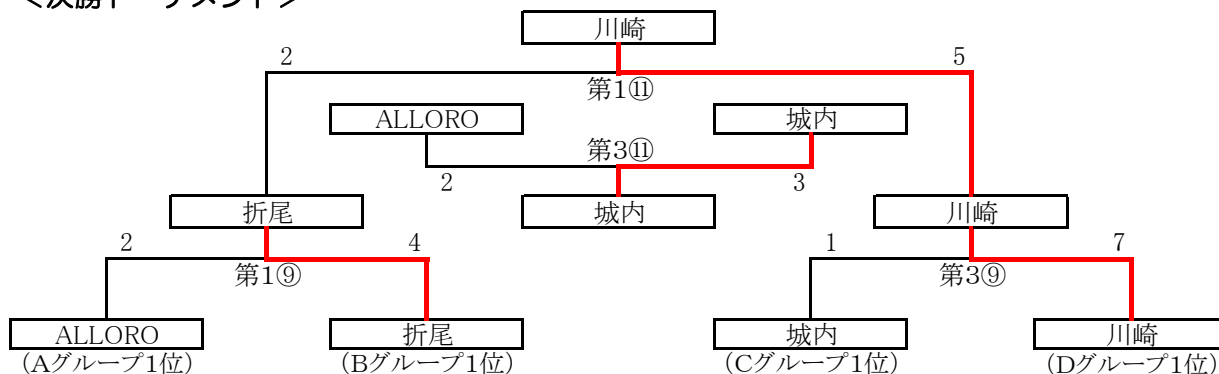 ＜決勝トーナメント＞
川崎
2
5
第1⑪
ALLORO
城内
第3⑪
2
3
折尾
城内
川崎
2
4
1
7
第1⑨
第3⑨
ALLORO
折尾
城内
川崎
(Aグループ1位)
(Bグループ1位)
(Cグループ1位)
(Dグループ1位)